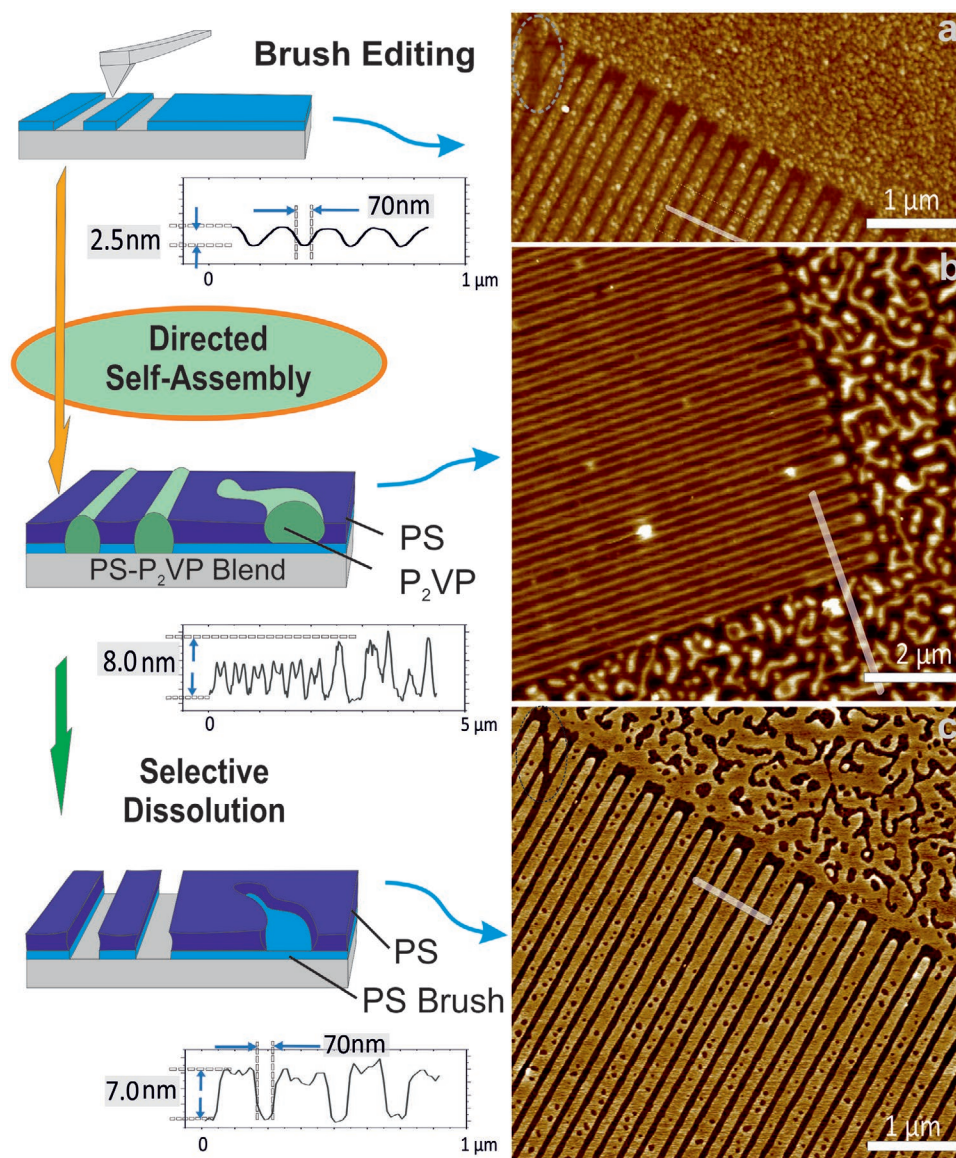 Brush Editing
a
1 µm
70nm
2.5nm
0
1 µm
b
Directed
Self-Assembly
PS
P₂VP
PS-P₂VP Blend
2 µm
8.0 nm
0
5 µm
c
Selective
Dissolution
PS
PS Brush
70nm
7.0nm
0
1 µm
1 µm